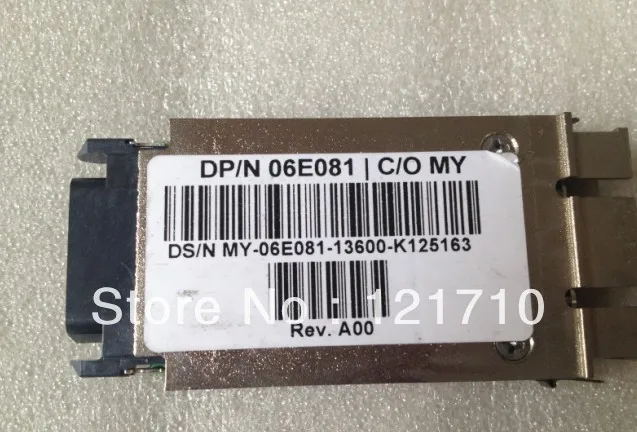 DP/N 06E081 | C/O MY
DS/N MY-06E081-13600-K125163
Store No : 121710
Rev. A00